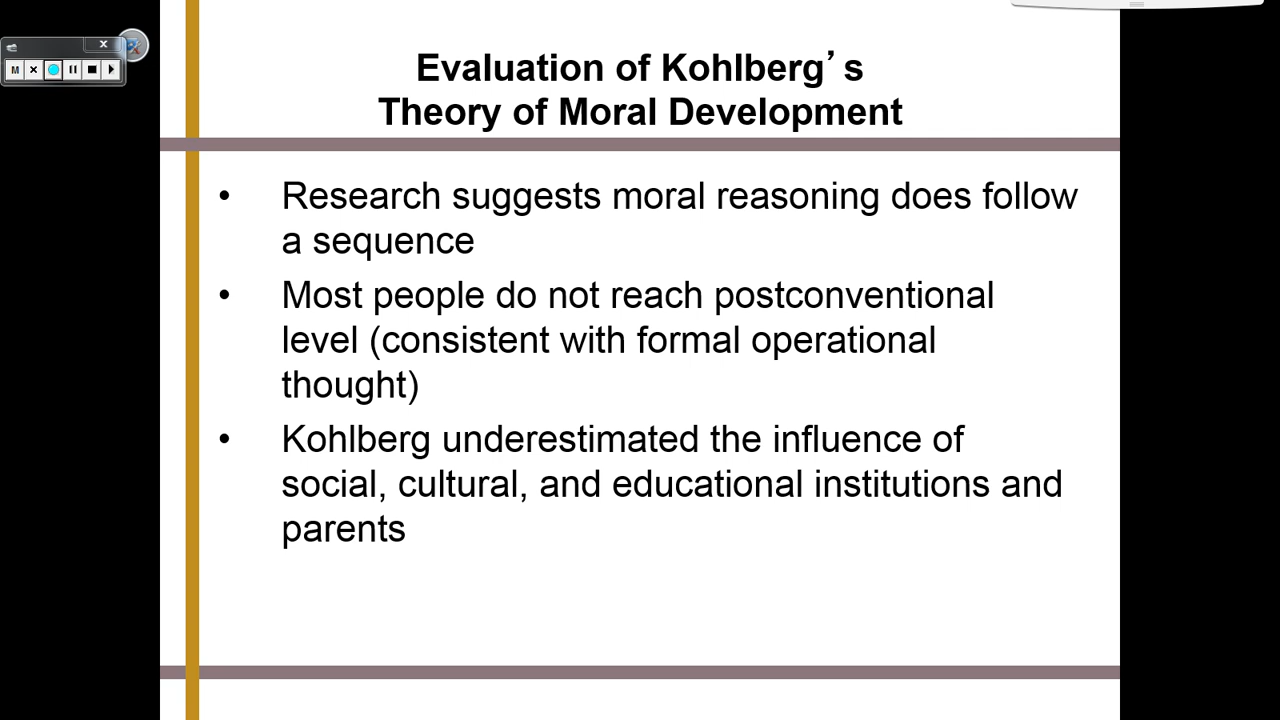 Evaluation of Kohlberg’s
Theory of Moral Development
• Research suggests moral reasoning does follow
a sequence
• Most people do not reach postconventional
level (consistent with formal operational
thought)
• Kohlberg underestimated the influence of
social, cultural, and educational institutions and
parents
M